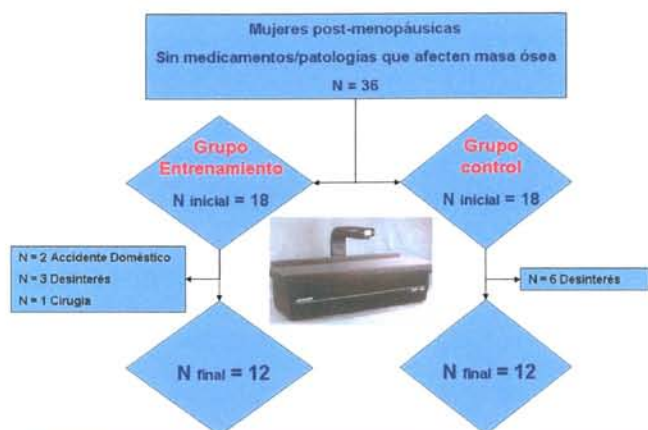 Mujeres post-menopáusicas
Sin medicamentos/patologías que afecten masa ósea
N = 36
Grupo
Entrenamiento
N inicial = 18
Grupo
control
N inicial = 18
N = 2 Accidente Doméstico
N = 3 Desinterés
N = 1 Cirugía
N = 6 Desinterés
N final = 12
N final = 12